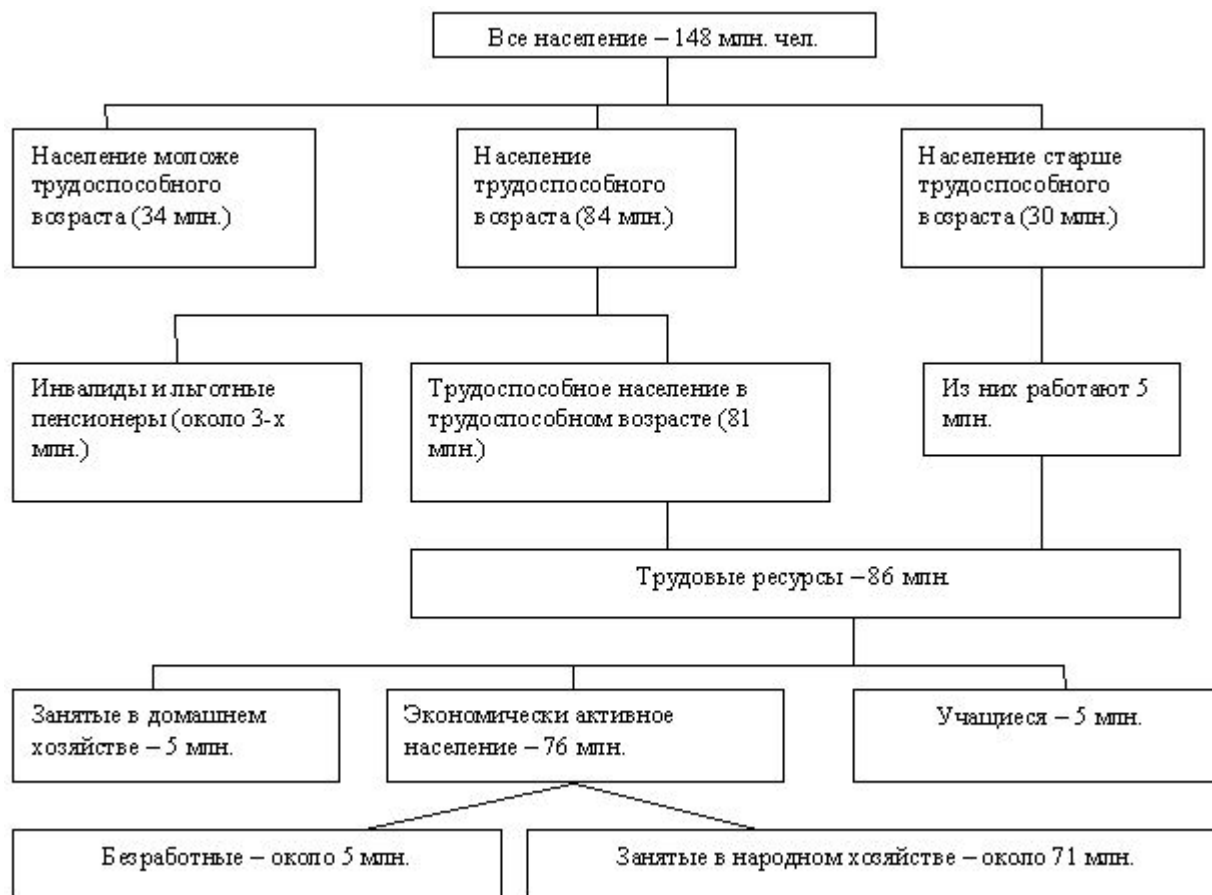 Все население – 148 млн. чел.
Население моложе
трудоспособного
возраста (34 млн.)
Население
трудоспособного
возраста (84 млн.)
Население старше
трудоспособного
возраста (30 млн.)
Инвалиды и льготные
пенсионеры (около 3-х
млн.)
Трудоспособное население в
трудоспособном возрасте (81
млн.)
Из них работают 5
млн.
Трудовые ресурсы – 86 млн.
Занятые в домашнем
хозяйстве – 5 млн.
Экономически активное
население – 76 млн.
Учащиеся – 5 млн.
Безработные – около 5 млн.
Занятые в народном хозяйстве – около 71 млн.